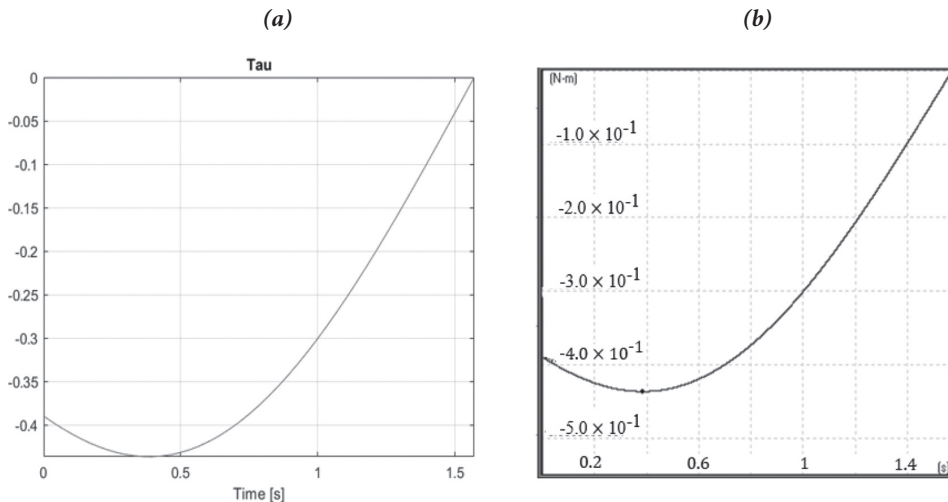 (a)
(b)
Tau
0
-0.05
-0.1
-0.15
-0.2
-0.25
-0.3
-0.35
-0.4
0
0.5
1
1.5
Time [s]
[N·m]
-1.0 × 10⁻¹
-2.0 × 10⁻¹
-3.0 × 10⁻¹
-4.0 × 10⁻¹
-5.0 × 10⁻¹
0.2
0.6
1
1.4
[s]